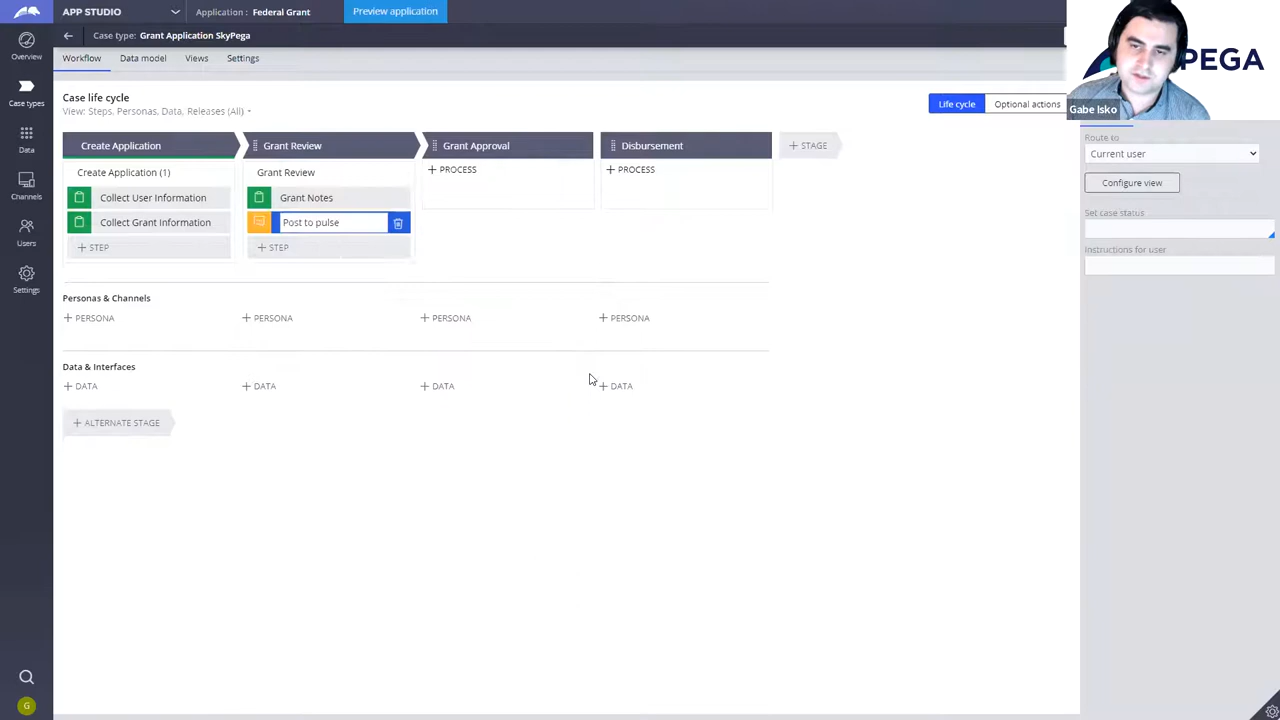 APP STUDIO
Application : Federal Grant
Preview application
Case type: Grant Application SkyPega
Overview
Workflow
Data model
Views
Settings
PEGA
Case types
Case life cycle
View: Steps, Personas, Data, Releases (All)
Life cycle
Optional actions
Gabe Isko
Create Application
Grant Review
Grant Approval
Disbursement
+ STAGE
Route to
Current user
Data
Create Application (1)
Grant Review
+ PROCESS
+ PROCESS
Configure view
Channels
Collect User Information
Grant Notes
Collect Grant Information
Post to pulse
Set case status
Users
+ STEP
+ STEP
Instructions for user
Settings
Personas & Channels
+ PERSONA
+ PERSONA
+ PERSONA
+ PERSONA
Data & Interfaces
+ DATA
+ DATA
+ DATA
+ DATA
+ ALTERNATE STAGE
G